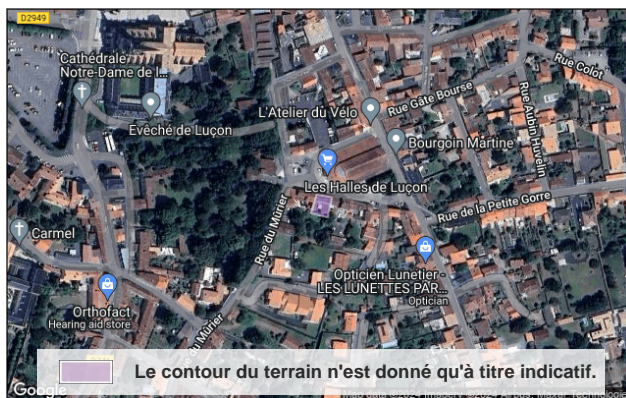 D2949
Cathédrale
Notre-Dame de l...
Evêché de Luçon
L'Atelier du Vélo
Rue Gâte Bourse
Rue Colot
Rue Aubin Huvelin
Bourgoin Martine
Les Halles de Luçon
Rue de la Petite Gorre
Rue du Mûrier
Carmel
Opticien Lunetier -
LES LUNETTES PAR...
Optician
Orthofact
Hearing aid store
du Mûrier
Le contour du terrain n'est donné qu'à titre indicatif.
Google